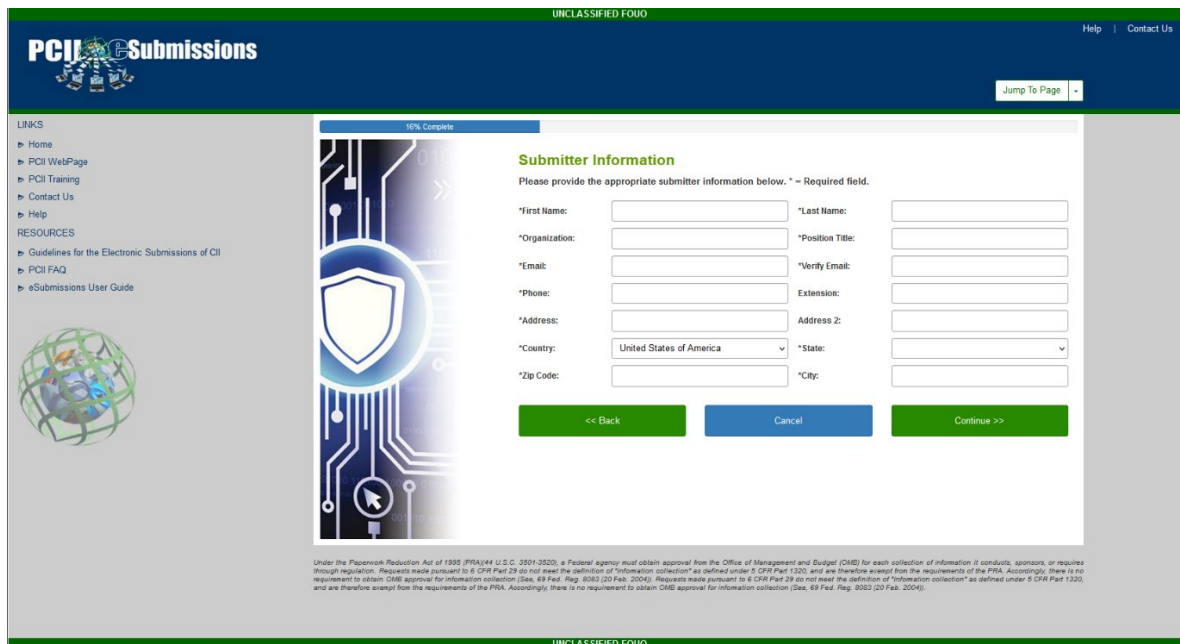 UNCLASSIFIED FOUO
Help | Contact Us
PCII eSubmissions
Jump To Page
LINKS
Home
PCII WebPage
PCII Training
Contact Us
Help
RESOURCES
Guidelines for the Electronic Submissions of CII
PCII FAQ
eSubmissions User Guide
16% Complete
Submitter Information
Please provide the appropriate submitter information below. * = Required field.
*First Name: *Last Name:
*Organization: *Position Title:
*Email: *Verify Email:
*Phone: Extension:
*Address: Address 2:
*Country: United States of America *State:
*Zip Code: *City:
<< Back Cancel Continue >>
Under the Paperwork Reduction Act of 1995 (PRA)(44 U.S.C. 3501-3520), a Federal agency must obtain approval from the Office of Management and Budget (OMB) for each collection of information it conducts, sponsors, or requires
through regulation. Requests made pursuant to 6 CFR Part 29 do not meet the definition of "information collection" as defined under 5 CFR Part 1320, and are therefore exempt from the requirements of the PRA. Accordingly, there is no
requirement to obtain OMB approval for information collection (See, 69 Fed. Reg. 8083 (20 Feb. 2004)). Requests made pursuant to 6 CFR Part 29 do not meet the definition of "information collection" as defined under 5 CFR Part 1320,
and are therefore exempt from the requirements of the PRA. Accordingly, there is no requirement to obtain OMB approval for information collection (See, 69 Fed. Reg. 8083 (20 Feb. 2004)).
UNCLASSIFIED FOUO